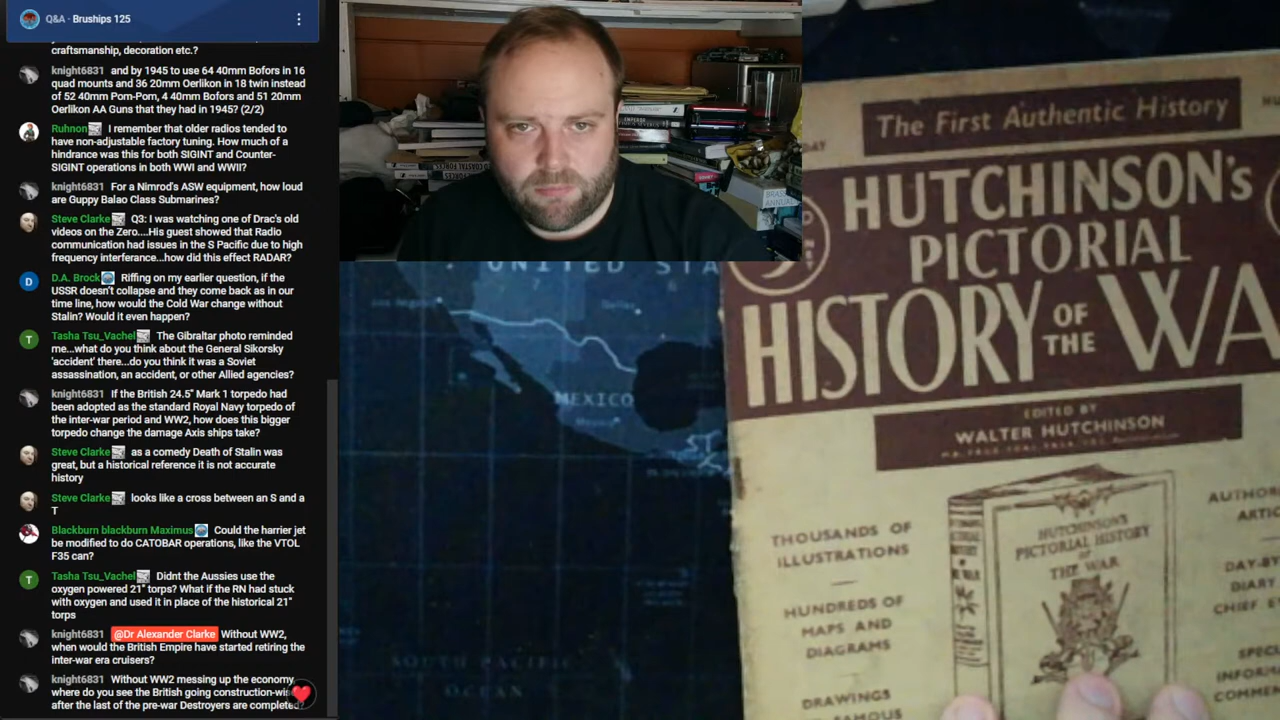 Q&A · Bruships 125
craftsmanship, decoration etc.?
knight6831 and by 1945 to use 64 40mm Bofors in 16
quad mounts and 36 20mm Oerlikon in 18 twin instead
of 52 40mm Pom-Pom, 4 40mm Bofors and 51 20mm
Oerlikon AA Guns that they had in 1945? (2/2)
Ruhnon I remember that older radios tended to
have non-adjustable factory tuning. How much of a
hindrance was this for both SIGINT and Counter-
SIGINT operations in both WWI and WWII?
knight6831 For a Nimrod's ASW equipment, how loud
are Guppy Balao Class Submarines?
Steve Clarke Q3: I was watching one of Drac's old
videos on the Zero....His guest showed that Radio
communication had issues in the S Pacific due to high
frequency interferance...how did this effect RADAR?
D
D.A. Brock Riffing on my earlier question, if the
USSR doesn't collapse and they come back as in our
time line, how would the Cold War change without
Stalin? Would it even happen?
T
Tasha Tsu_Vachel The Gibraltar photo reminded
me...what do you think about the General Sikorsky
'accident' there...do you think it was a Soviet
assassination, an accident, or other Allied agencies?
knight6831 If the British 24.5" Mark 1 torpedo had
been adopted as the standard Royal Navy torpedo of
the inter-war period and WW2, how does this bigger
torpedo change the damage Axis ships take?
Steve Clarke as a comedy Death of Stalin was
great, but a historical reference it is not accurate
history
Steve Clarke looks like a cross between an S and a
T
Blackburn blackburn Maximus Could the harrier jet
be modified to do CATOBAR operations, like the VTOL
F35 can?
T
Tasha Tsu_Vachel Didnt the Aussies use the
oxygen powered 21" torps? What if the RN had stuck
with oxygen and used it in place of the historical 21"
torps
knight6831 @Dr Alexander Clarke Without WW2,
when would the British Empire have started retiring the
inter-war era cruisers?
knight6831 Without WW2 messing up the economy,
where do you see the British going construction-wi
after the last of the pre-war Destroyers are completed?
UNITED STA
Dallas
MEXICO
SOUTH PACIFIC
OCEAN
The First Authentic History
HUTCHINSON's
PICTORIAL
HISTORY OF THE WA
EDITED BY
WALTER HUTCHINSON
THOUSANDS OF
ILLUSTRATIONS
HUNDREDS OF
MAPS AND
DIAGRAMS
DRAWINGS
HUTCHINSON'S
PICTORIAL HISTORY
OF
THE WAR
AUTHOR
ARTIC
DAY-BY
DIARY
CHIEF E
SPECI
INFORM
COMMEN